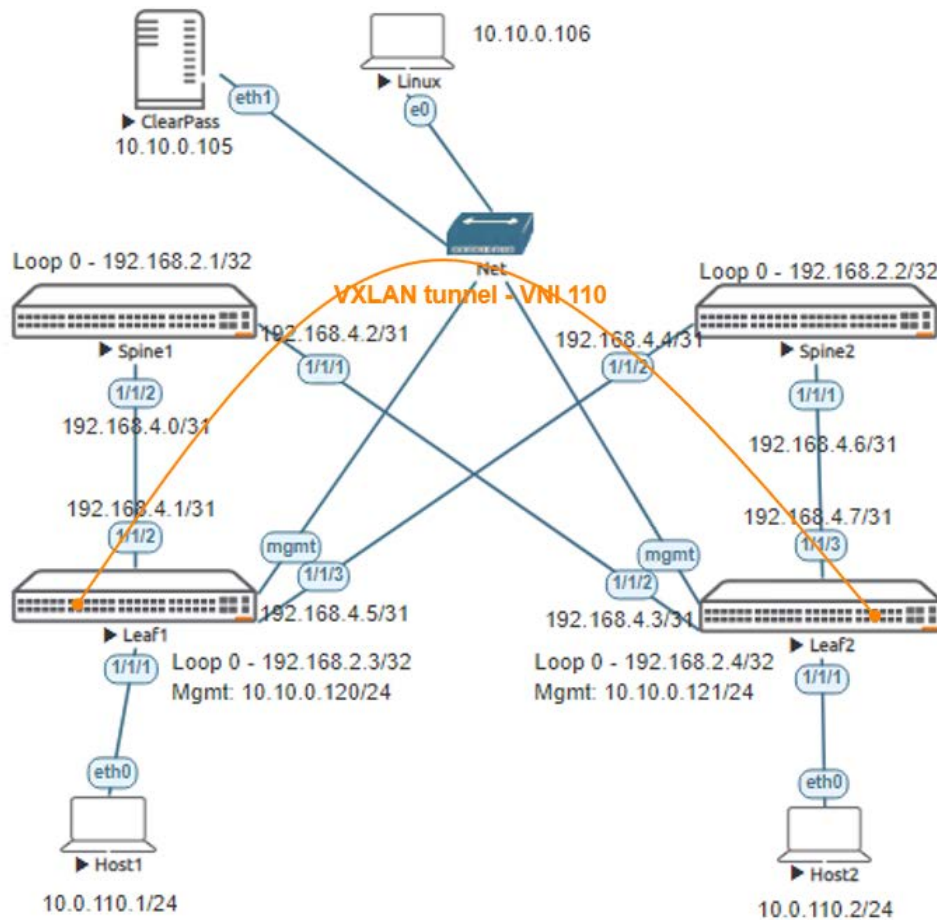 10.10.0.106
Linux
eth1
e0
ClearPass
10.10.0.105
Net
Loop 0 - 192.168.2.1/32
Loop 0 - 192.168.2.2/32
VXLAN tunnel - VNI 110
192.168.4.2/31
192.168.4.4/31
Spine1
Spine2
1/1/1
1/1/2
1/1/2
1/1/1
192.168.4.0/31
192.168.4.6/31
192.168.4.1/31
192.168.4.7/31
1/1/2
mgmt
mgmt
1/1/3
1/1/3
1/1/2
192.168.4.5/31
192.168.4.3/31
Leaf1
Leaf2
1/1/1
Loop 0 - 192.168.2.3/32
Mgmt: 10.10.0.120/24
Loop 0 - 192.168.2.4/32
Mgmt: 10.10.0.121/24
1/1/1
eth0
eth0
Host1
Host2
10.0.110.1/24
10.0.110.2/24